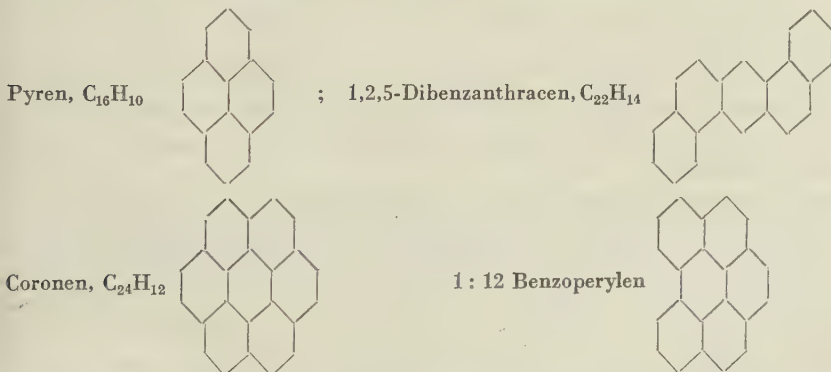 Pyren, C₁₆H₁₀ ; 1,2,5-Dibenzanthracen, C₂₂H₁₄
Coronen, C₂₄H₁₂ 1 : 12 Benzoperylen